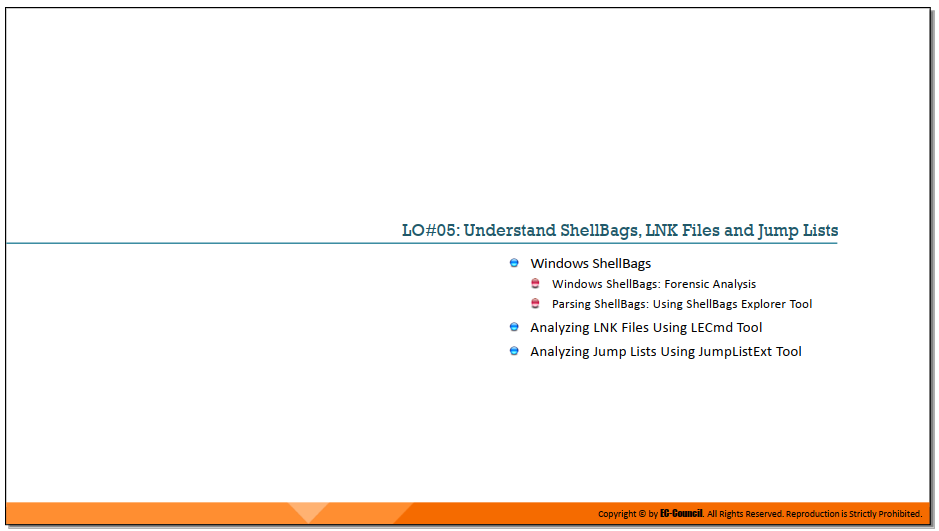 LO#05: Understand ShellBags, LNK Files and Jump Lists
Windows ShellBags
Windows ShellBags: Forensic Analysis
Parsing ShellBags: Using ShellBags Explorer Tool
Analyzing LNK Files Using LECmd Tool
Analyzing Jump Lists Using JumpListExt Tool
Copyright © by EC-Council. All Rights Reserved. Reproduction is Strictly Prohibited.